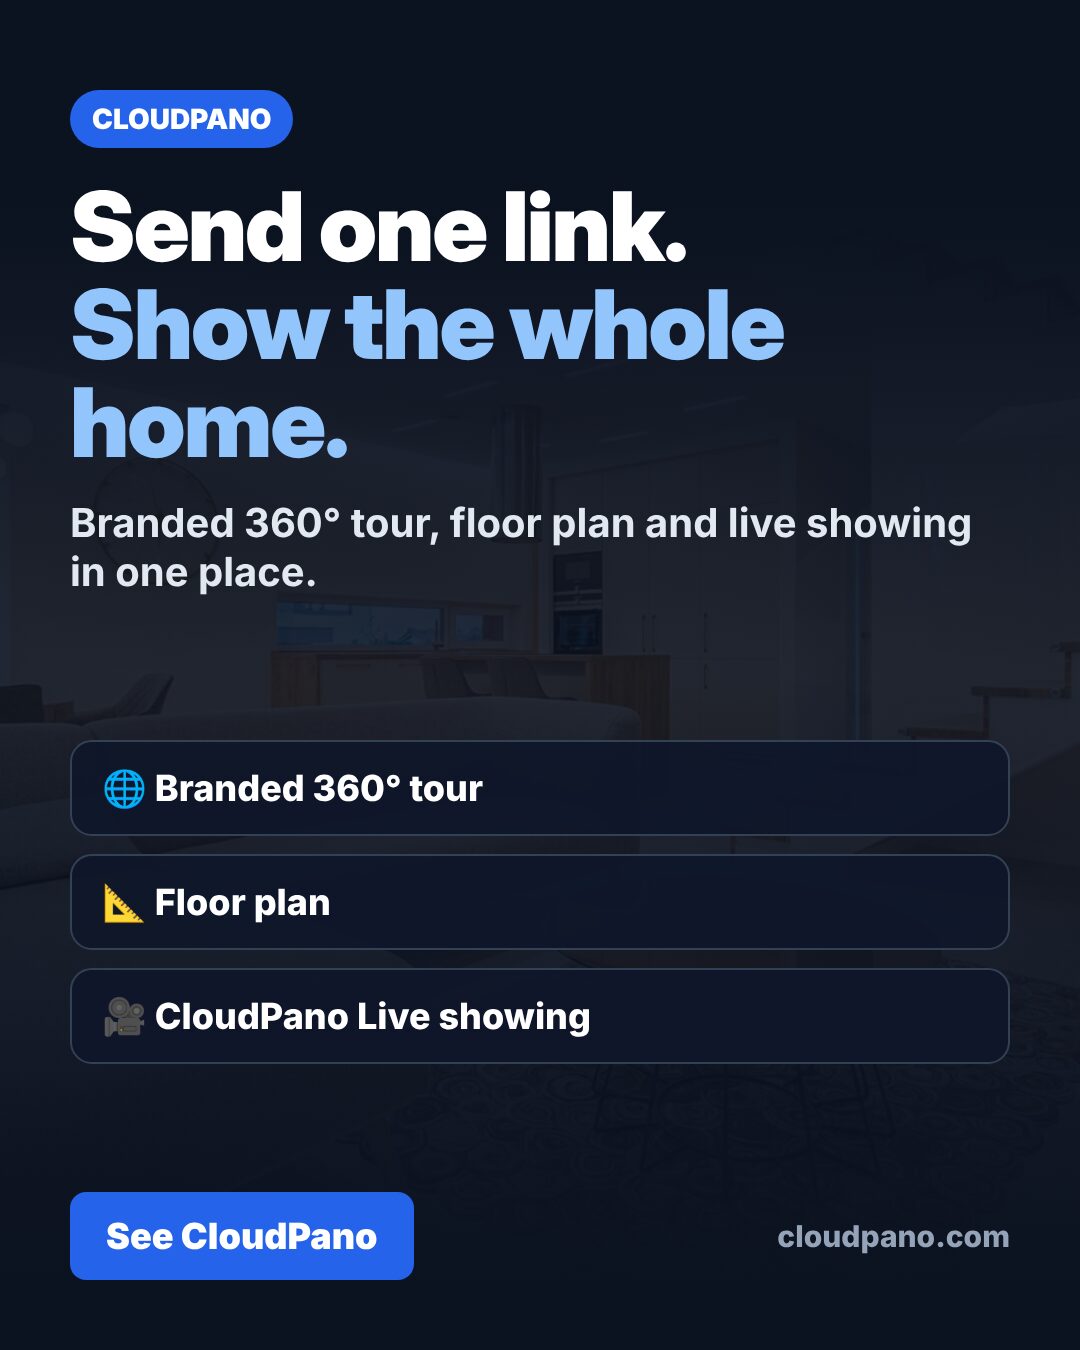 CLOUDPANO
Send one link.
Show the whole
home.
Branded 360° tour, floor plan and live showing
in one place.
🌐 Branded 360° tour
📐 Floor plan
🎥 CloudPano Live showing
See CloudPano
cloudpano.com